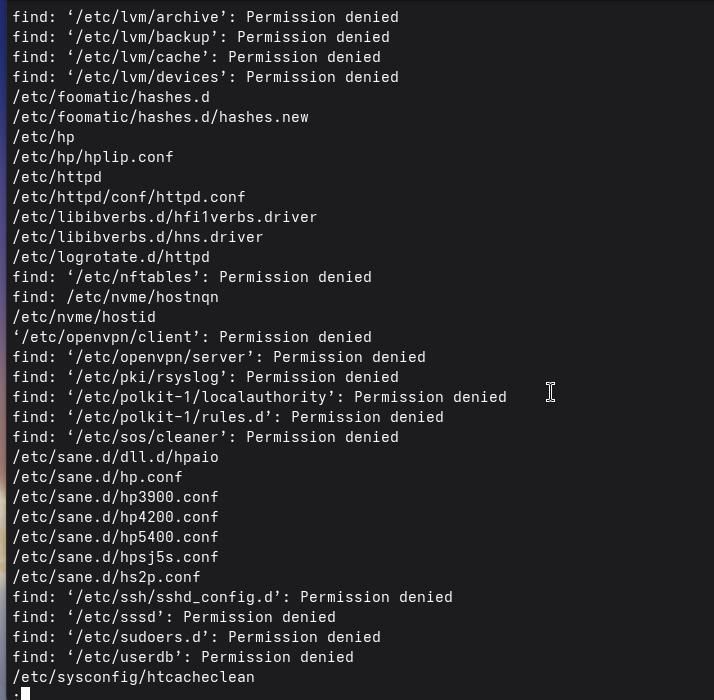 find: ‘/etc/lvm/archive’: Permission denied
find: ‘/etc/lvm/backup’: Permission denied
find: ‘/etc/lvm/cache’: Permission denied
find: ‘/etc/lvm/devices’: Permission denied
/etc/foomatic/hashes.d
/etc/foomatic/hashes.d/hashes.new
/etc/hp
/etc/hp/hplip.conf
/etc/httpd
/etc/httpd/conf/httpd.conf
/etc/libibverbs.d/hfi1verbs.driver
/etc/libibverbs.d/hns.driver
/etc/logrotate.d/httpd
find: ‘/etc/nftables’: Permission denied
find: /etc/nvme/hostnqn
/etc/nvme/hostid
‘/etc/openvpn/client’: Permission denied
find: ‘/etc/openvpn/server’: Permission denied
find: ‘/etc/pki/rsyslog’: Permission denied
find: ‘/etc/polkit-1/localauthority’: Permission denied
find: ‘/etc/polkit-1/rules.d’: Permission denied
find: ‘/etc/sos/cleaner’: Permission denied
/etc/sane.d/dll.d/hpaio
/etc/sane.d/hp.conf
/etc/sane.d/hp3900.conf
/etc/sane.d/hp4200.conf
/etc/sane.d/hp5400.conf
/etc/sane.d/hpsj5s.conf
/etc/sane.d/hs2p.conf
find: ‘/etc/ssh/sshd_config.d’: Permission denied
find: ‘/etc/sssd’: Permission denied
find: ‘/etc/sudoers.d’: Permission denied
find: ‘/etc/userdb’: Permission denied
/etc/sysconfig/htcacheclean
: